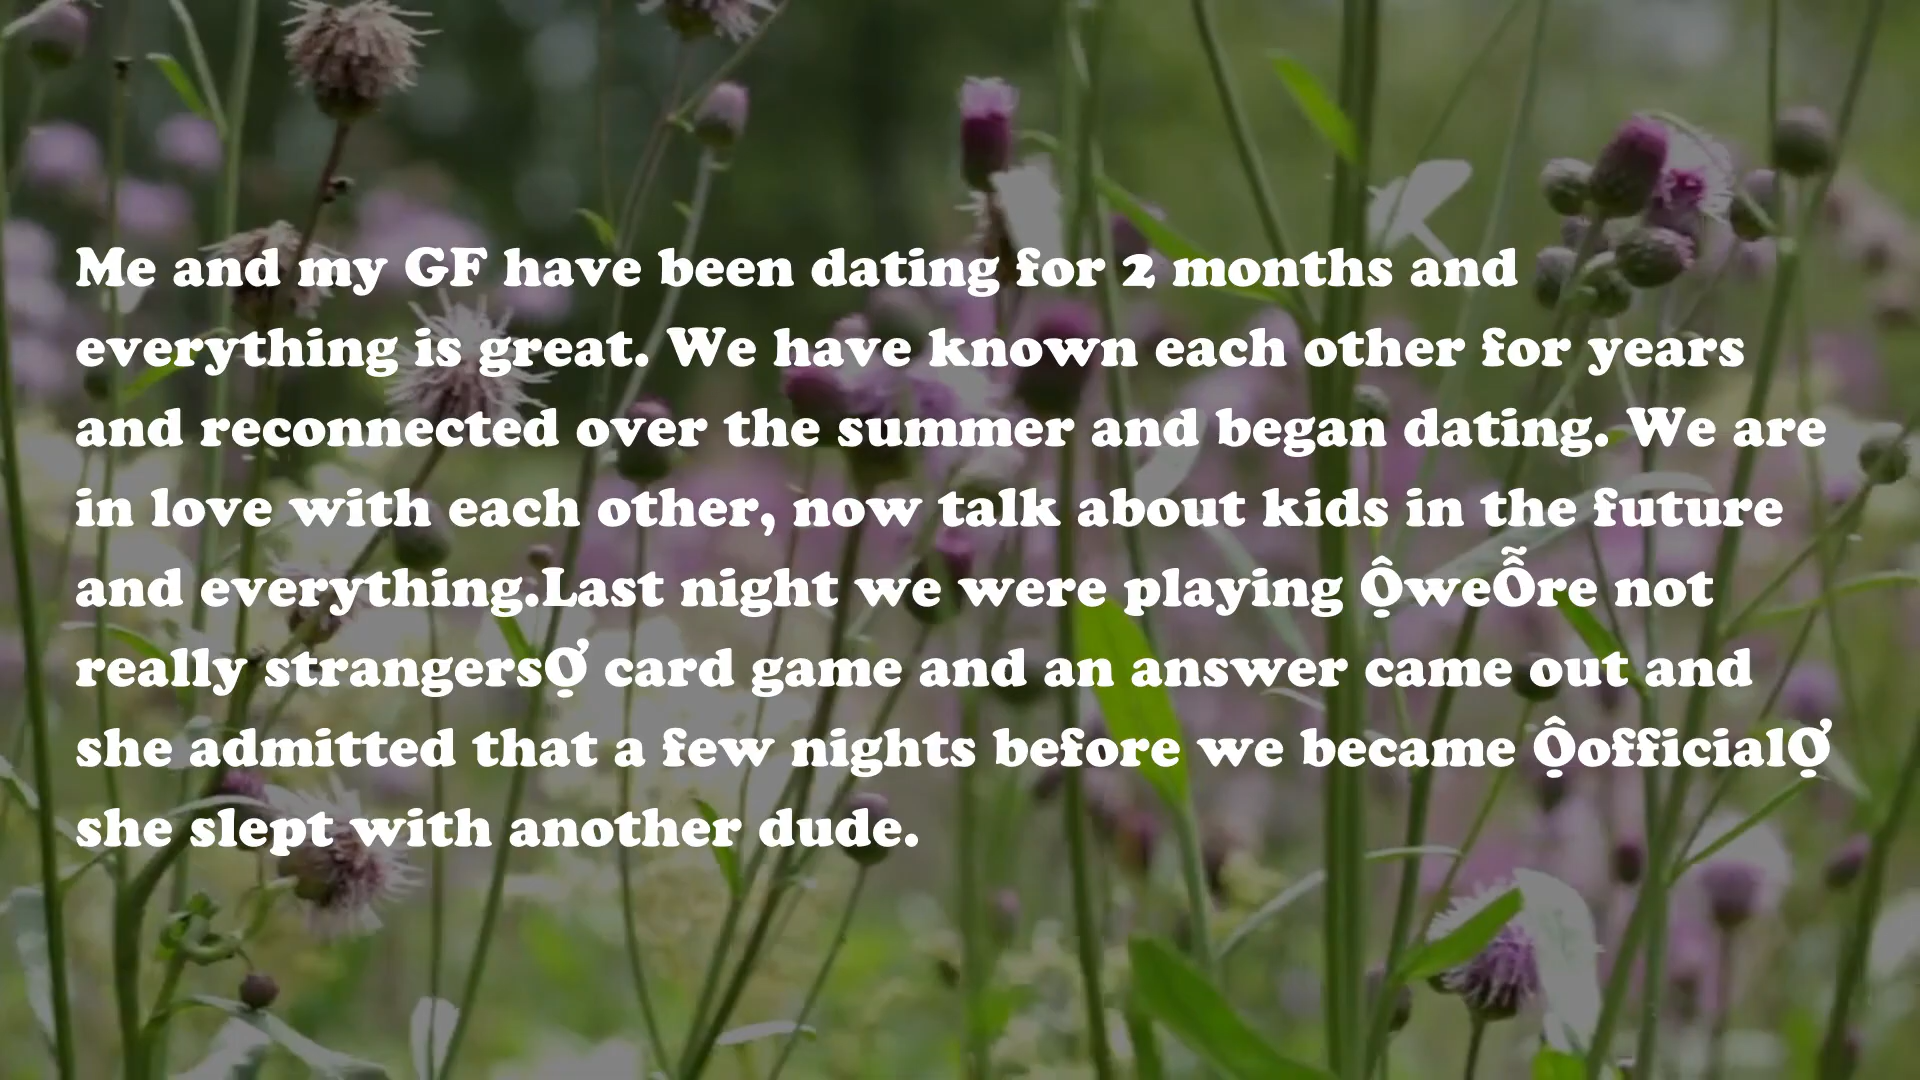 Me and my GF have been dating for 2 months and
everything is great. We have known each other for years
and reconnected over the summer and began dating. We are
in love with each other, now talk about kids in the future
and everything.Last night we were playing ỘweỖre not
really strangersỢ card game and an answer came out and
she admitted that a few nights before we became ỘofficialỢ
she slept with another dude.